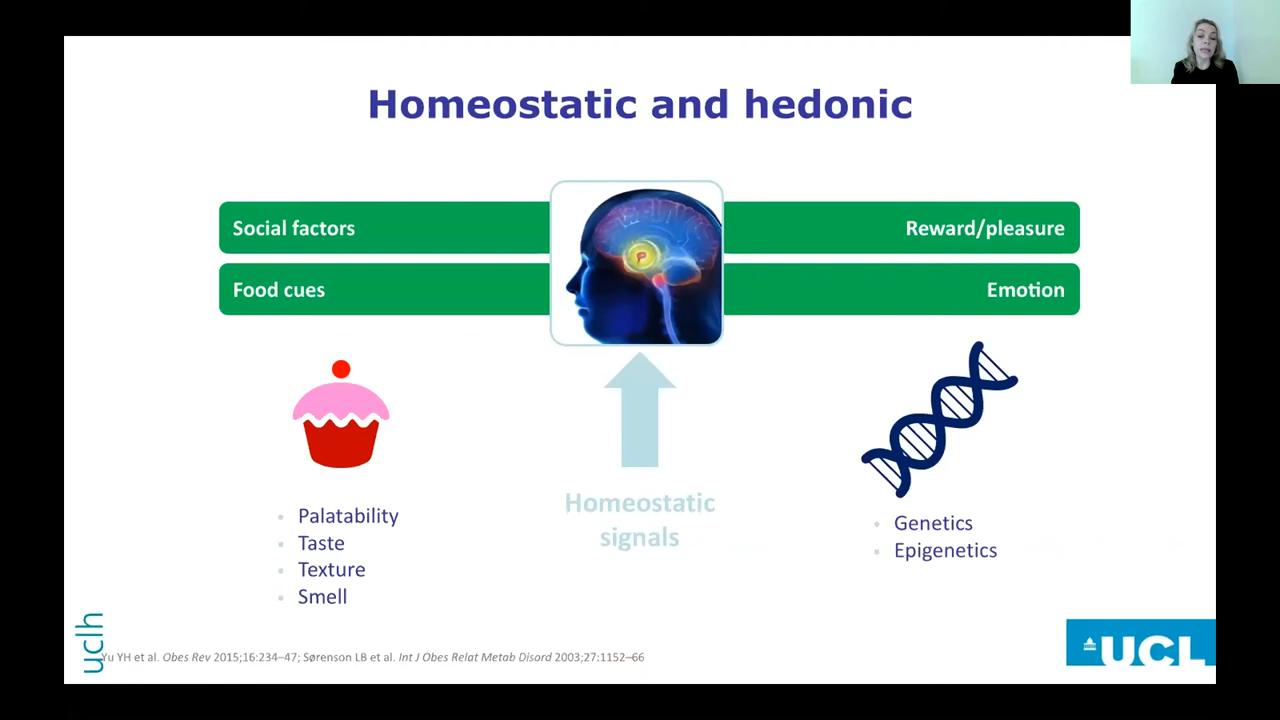 Homeostatic and hedonic
Social factors
Reward/pleasure
Food cues
Emotion
Palatability
Taste
Texture
Smell
Homeostatic
signals
Genetics
Epigenetics
uclh
Yu YH et al. Obes Rev 2015;16:234–47; Sørenson LB et al. Int J Obes Relat Metab Disord 2003;27:1152–66
UCL